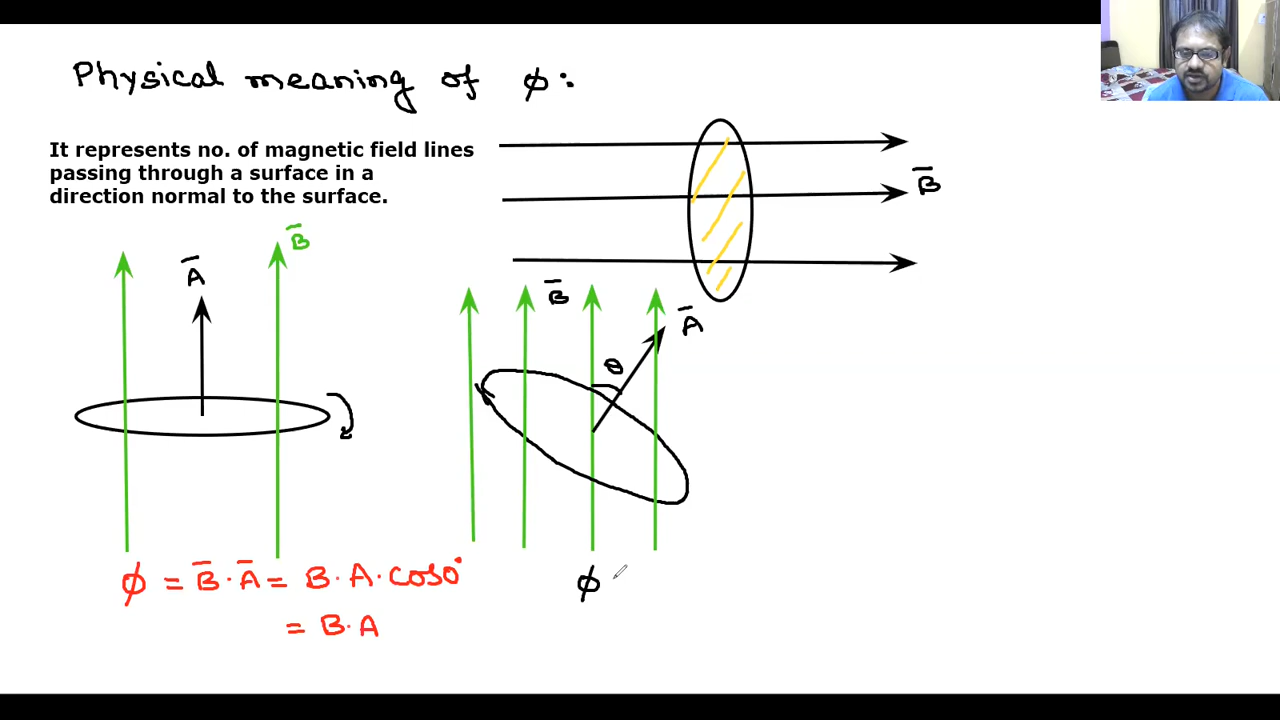 Physical meaning of ϕ:
It represents no. of magnetic field lines
passing through a surface in a
direction normal to the surface.
B̄
B̄
Ā
B̄
Ā
θ
ϕ = B̄ · Ā = B · A · cos0°
= B · A
ϕ